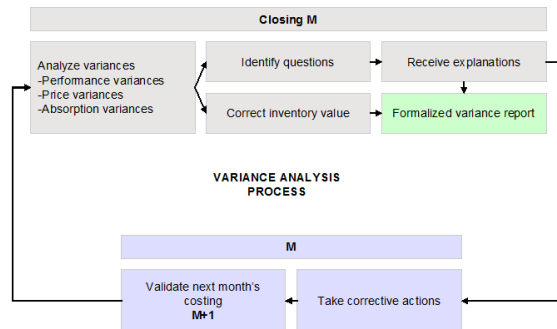 Closing M
Analyze variances
-Performance variances
-Price variances
-Absorption variances
Identify questions
Receive explanations
Correct inventory value
Formalized variance report
VARIANCE ANALYSIS
PROCESS
M
Validate next month's
costing
M+1
Take corrective actions